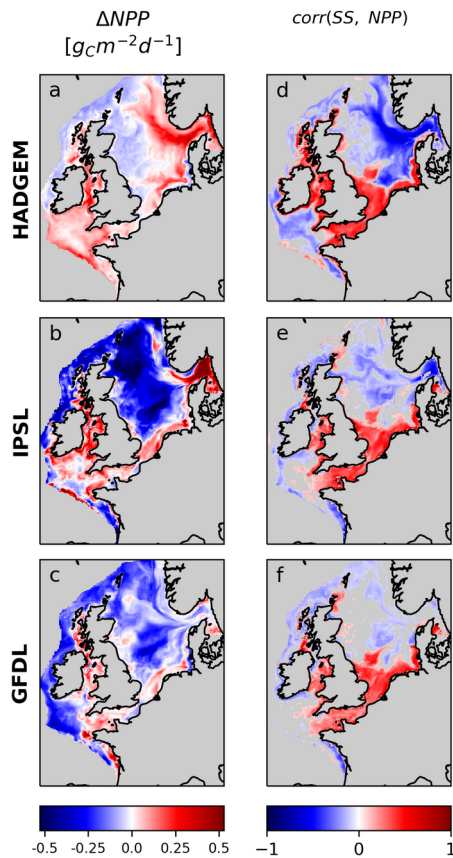 ΔNPP
[g_C m^{-2} d^{-1}]
corr(SS, NPP)
HADGEM
a
d
IPSL
b
e
GFDL
c
f
-0.5 -0.25 0.0 0.25 0.5
−1 0 1